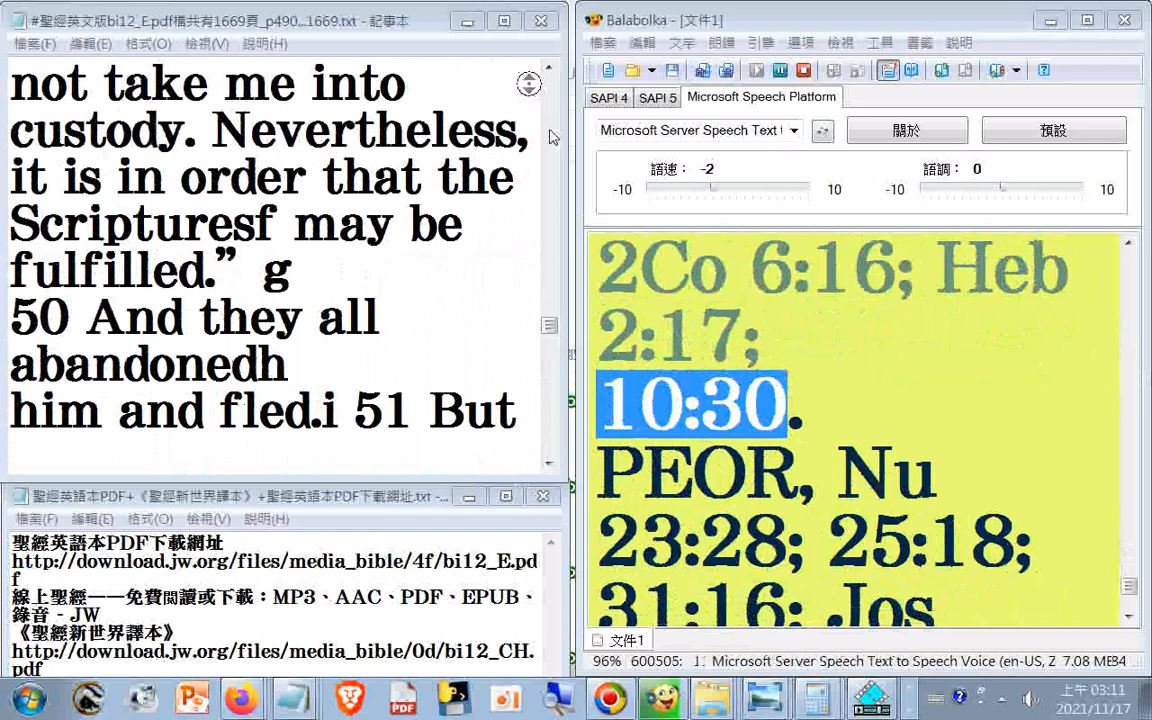 #聖經英文版bi12_E.pdf檔共有1669頁_p490...1669.txt - 記事本
檔案(F) 編輯(E) 格式(O) 檢視(V) 說明(H)
not take me into
custody. Nevertheless,
it is in order that the
Scripturesf may be
fulfilled.” g
50 And they all
abandonedh
him and fled.i 51 But
聖經英語本PDF+《聖經新世界譯本》+聖經英語本PDF下載網址.txt - ...
檔案(F) 編輯(E) 格式(O) 檢視(V) 說明(H)
聖經英語本PDF下載網址
http://download.jw.org/files/media_bible/4f/bi12_E.pd
f
線上聖經——免費閱讀或下載：MP3、AAC、PDF、EPUB、
錄音 - JW
《聖經新世界譯本》
http://download.jw.org/files/media_bible/0d/bi12_CH.
pdf
Balabolka - [文件1]
檔案 編輯 文字 朗讀 引擎 選項 檢視 工具 書籤 說明
SAPI 4 SAPI 5 Microsoft Speech Platform
Microsoft Server Speech Text 關於 預設
語速： -2 語調： 0
-10 10 -10 10
2Co 6:16; Heb
2:17;
10:30.
PEOR, Nu
23:28; 25:18;
31:16; Jos
文件1
96% 600505: Microsoft Server Speech Text to Speech Voice (en-US, Z 7.08 MB
上午 03:11
2021/11/17